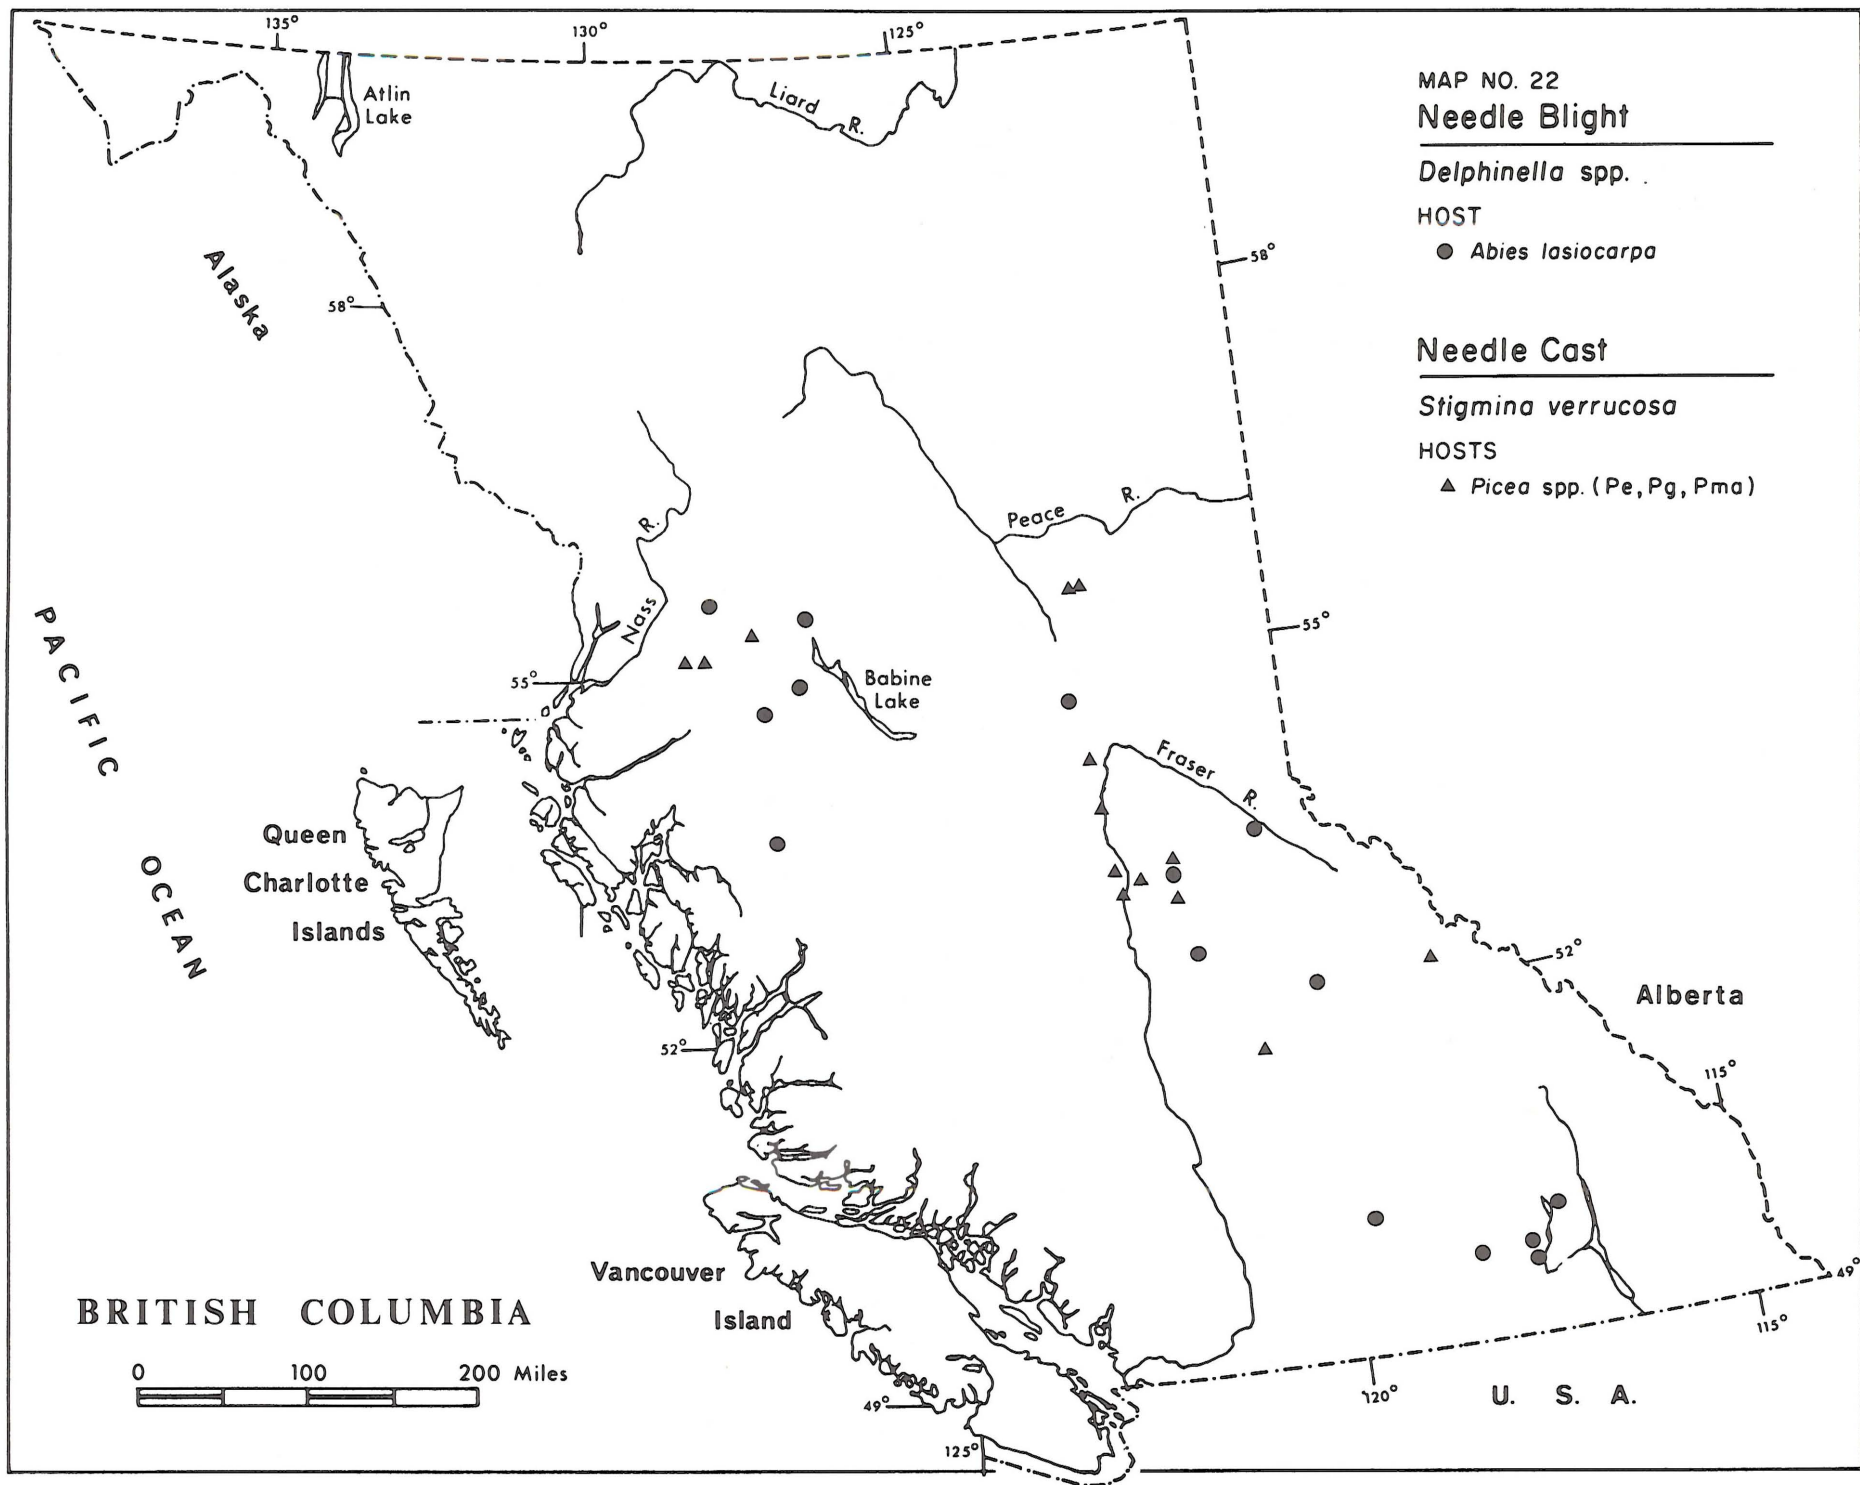 MAP NO. 22
Needle Blight
Delphinella spp.
HOST
Abies lasiocarpa
Needle Cast
Stigmina verrucosa
HOSTS
Picea spp. (Pe, Pg, Pma)
135°
130°
125°
Atlin
Lake
Liard R.
Alaska
58°
58°
Peace R.
Nass R.
55°
55°
Babine
Lake
Fraser R.
PACIFIC
OCEAN
Queen
Charlotte
Islands
52°
52°
Alberta
115°
Vancouver
Island
BRITISH COLUMBIA
0 100 200 Miles
49°
49°
115°
120°
125°
U. S. A.